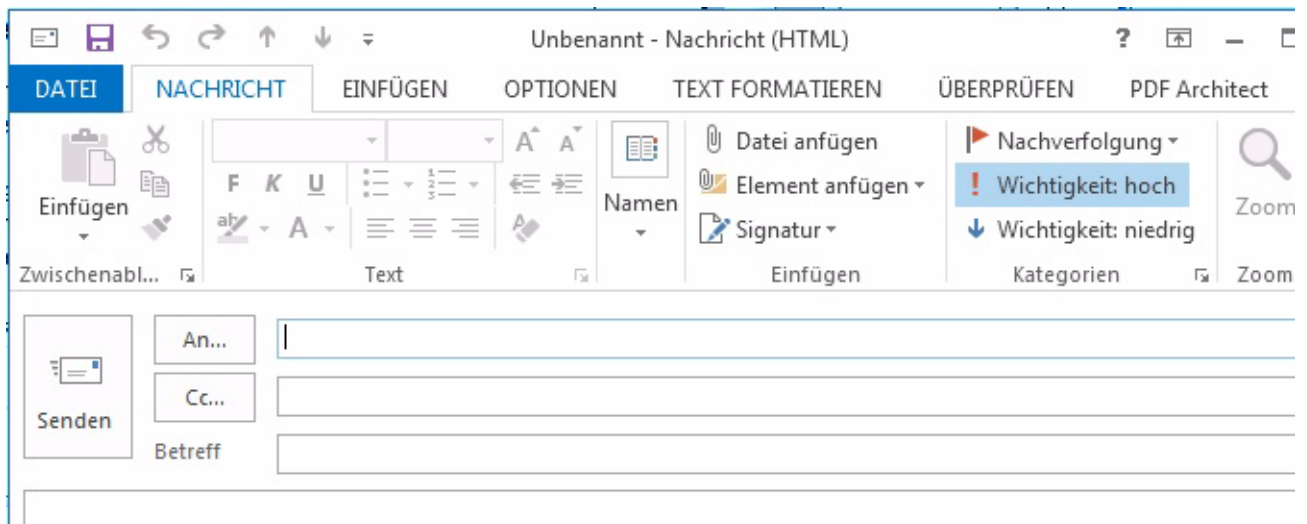 Unbenannt - Nachricht (HTML) ?
DATEI NACHRICHT EINFÜGEN OPTIONEN TEXT FORMATIEREN ÜBERPRÜFEN PDF Architect
Einfügen
F K U
Namen
Datei anfügen
Element anfügen
Signatur
Nachverfolgung
Wichtigkeit: hoch
Wichtigkeit: niedrig
Zoom
Zwischenabl... Text Einfügen Kategorien Zoom
Senden
An...
Cc...
Betreff